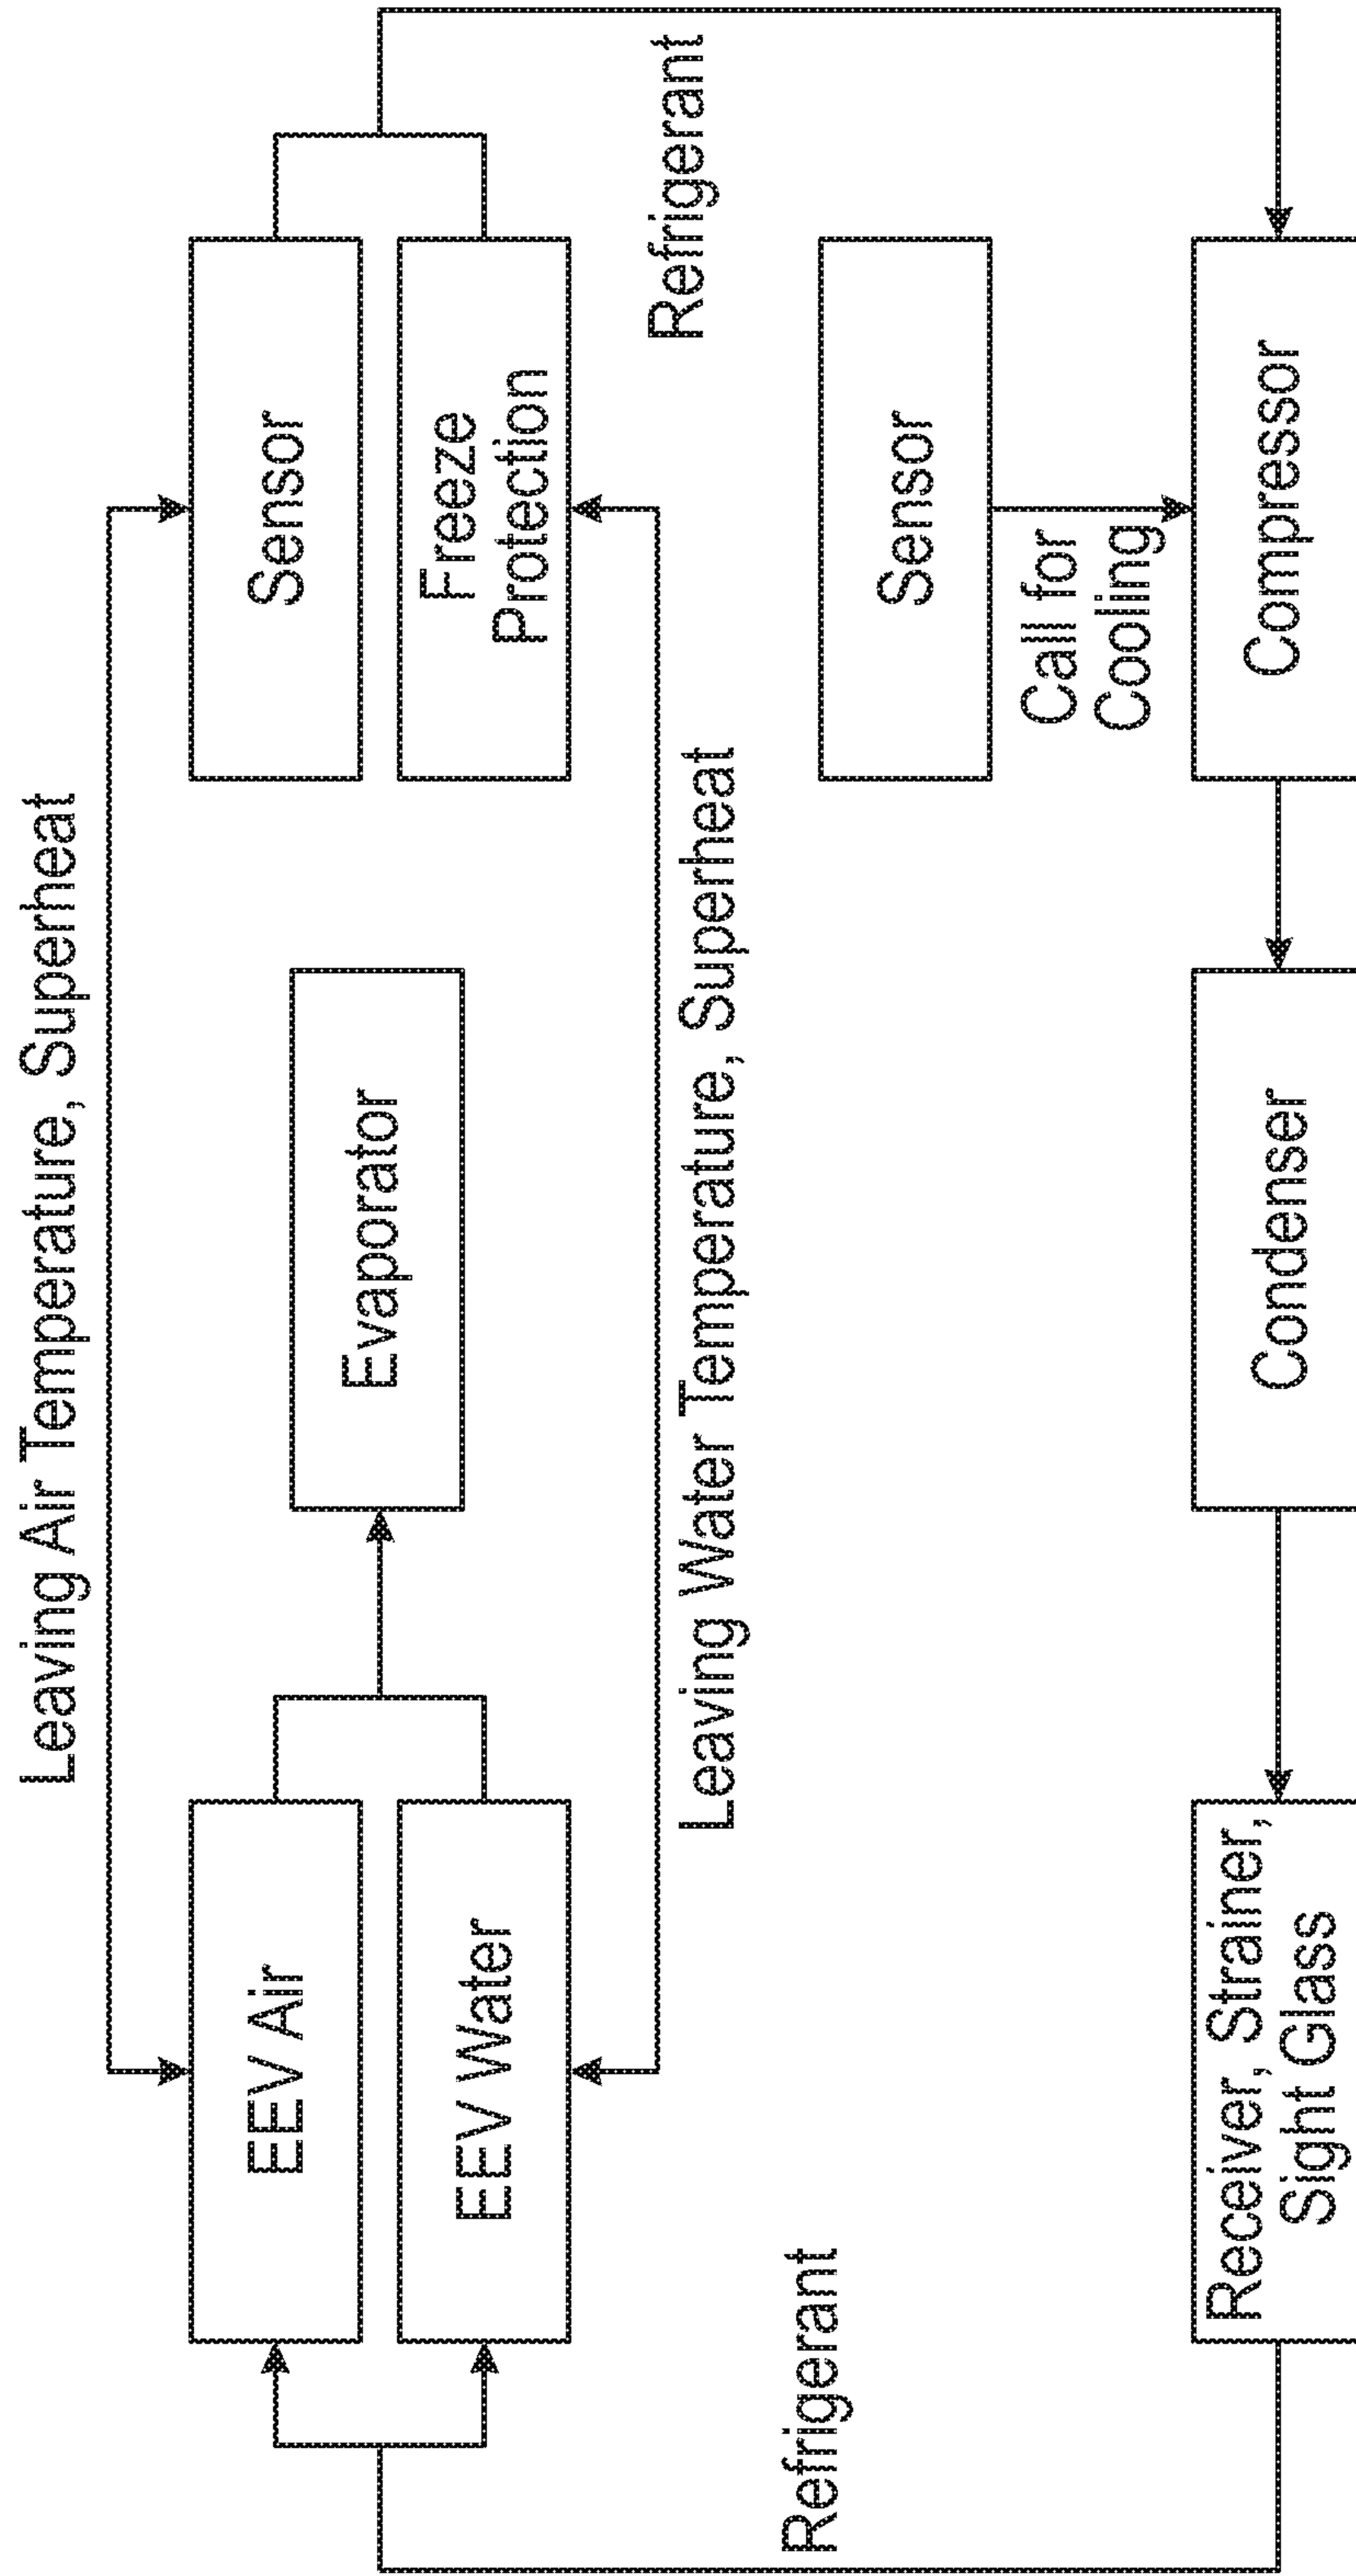 Leaving Air Temperature, Superheat
EEV Air
EEV Water
Evaporator
Sensor
Freeze
Protection
Leaving Water Temperature, Superheat
Refrigerant
Refrigerant
Sensor
Call for
Cooling
Receiver, Strainer,
Sight Glass
Condenser
Compressor